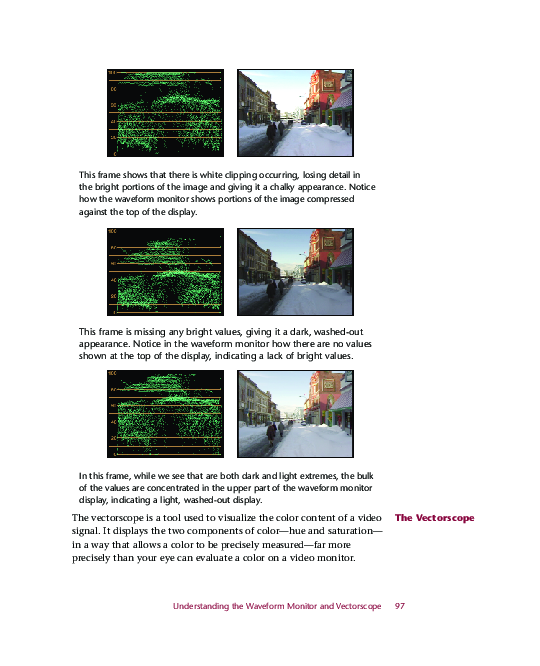 This frame shows that there is white clipping occurring, losing detail in
the bright portions of the image and giving it a chalky appearance. Notice
how the waveform monitor shows portions of the image compressed
against the top of the display.
This frame is missing any bright values, giving it a dark, washed-out
appearance. Notice in the waveform monitor how there are no values
shown at the top of the display, indicating a lack of bright values.
In this frame, while we see that are both dark and light extremes, the bulk
of the values are concentrated in the upper part of the waveform monitor
display, indicating a light, washed-out display.
The vectorscope is a tool used to visualize the color content of a video
signal. It displays the two components of color—hue and saturation—
in a way that allows a color to be precisely measured—far more
precisely than your eye can evaluate a color on a video monitor.
The Vectorscope
Understanding the Waveform Monitor and Vectorscope 97